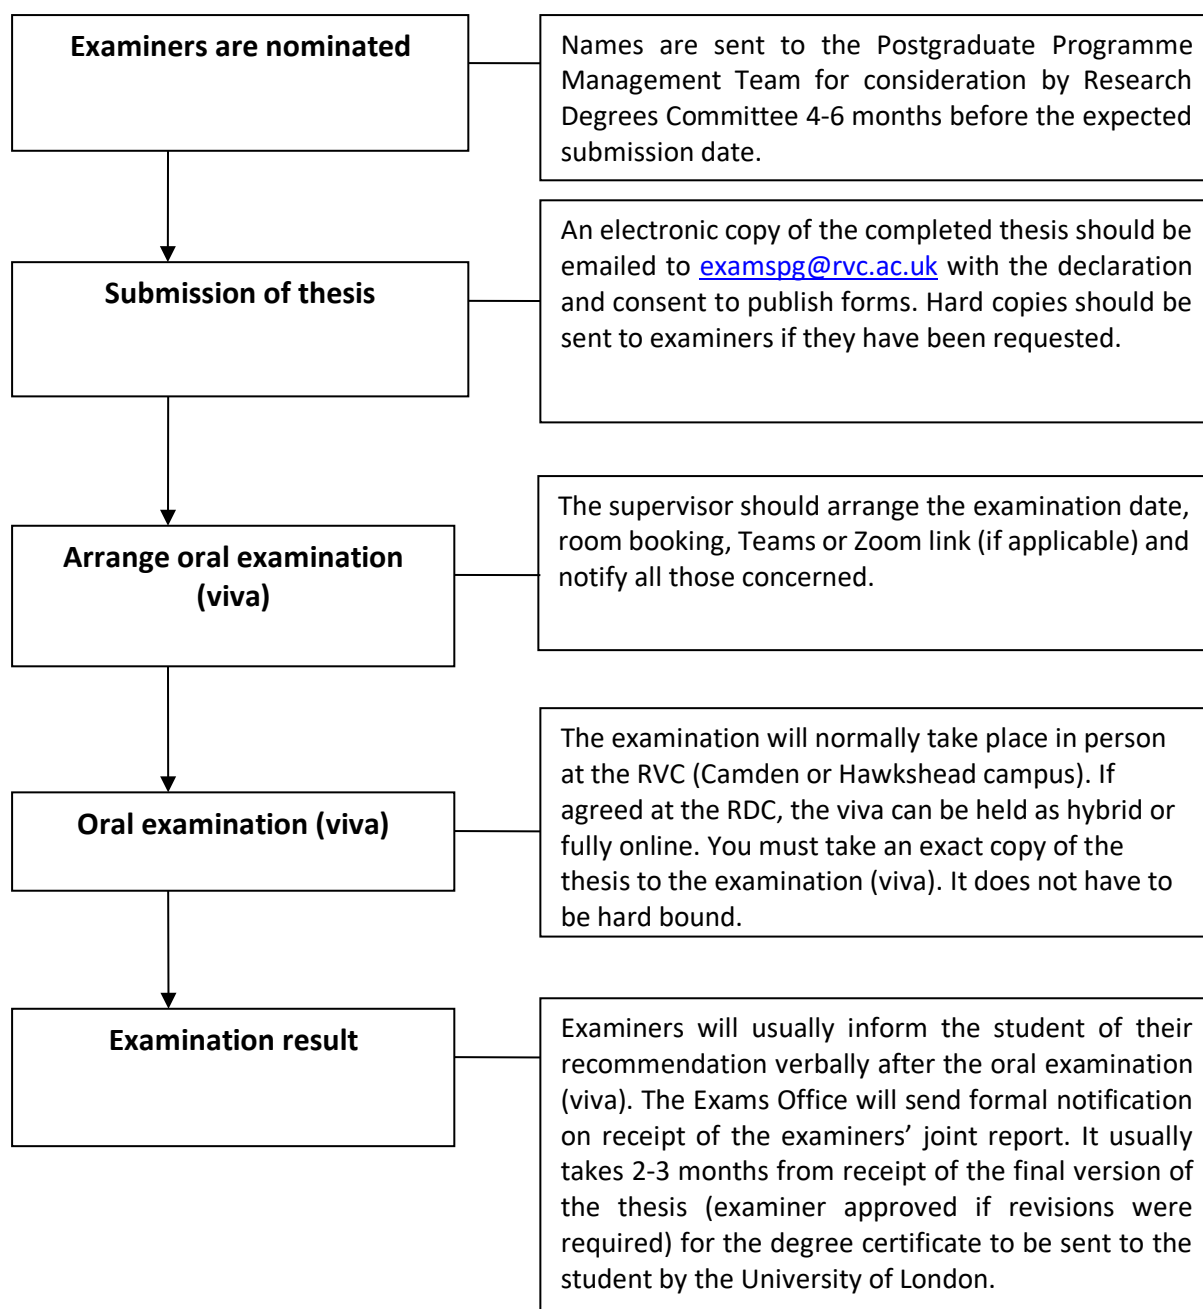 Examiners are nominated
Names are sent to the Postgraduate Programme
Management Team for consideration by Research
Degrees Committee 4-6 months before the expected
submission date.
Submission of thesis
An electronic copy of the completed thesis should be
emailed to examspg@rvc.ac.uk with the declaration
and consent to publish forms. Hard copies should be
sent to examiners if they have been requested.
Arrange oral examination
(viva)
The supervisor should arrange the examination date,
room booking, Teams or Zoom link (if applicable) and
notify all those concerned.
Oral examination (viva)
The examination will normally take place in person
at the RVC (Camden or Hawkshead campus). If
agreed at the RDC, the viva can be held as hybrid or
fully online. You must take an exact copy of the
thesis to the examination (viva). It does not have to
be hard bound.
Examination result
Examiners will usually inform the student of their
recommendation verbally after the oral examination
(viva). The Exams Office will send formal notification
on receipt of the examiners’ joint report. It usually
takes 2-3 months from receipt of the final version of
the thesis (examiner approved if revisions were
required) for the degree certificate to be sent to the
student by the University of London.